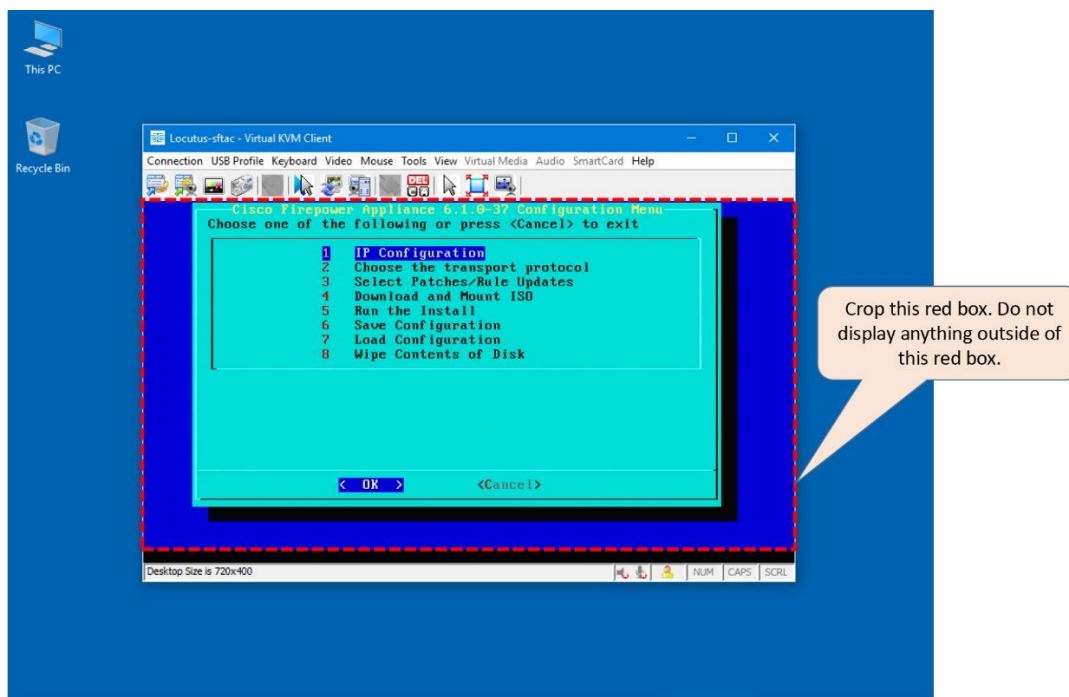 This PC
Recycle Bin
Locutus-sftac - Virtual KVM Client
Connection USB Profile Keyboard Video Mouse Tools View Virtual Media Audio SmartCard Help
DEL
Cisco Firepower Appliance 6.1.0-37 Configuration Menu
Choose one of the following or press <Cancel> to exit
1 IP Configuration
2 Choose the transport protocol
3 Select Patches/Rule Updates
4 Download and Mount ISO
5 Run the Install
6 Save Configuration
7 Load Configuration
8 Wipe Contents of Disk
< OK > <Cancel>
Desktop Size is 720x400
NUM CAPS SCRL
Crop this red box. Do not
display anything outside of
this red box.